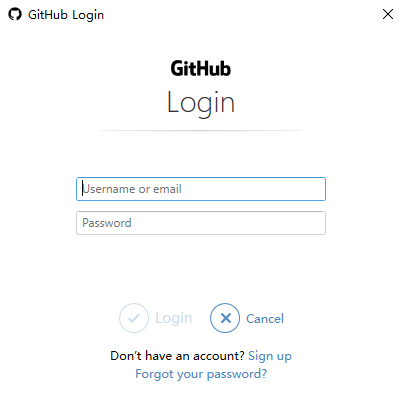 GitHub Login
GitHub
Login
Username or email
Password
Login Cancel
Don't have an account? Sign up
Forgot your password?